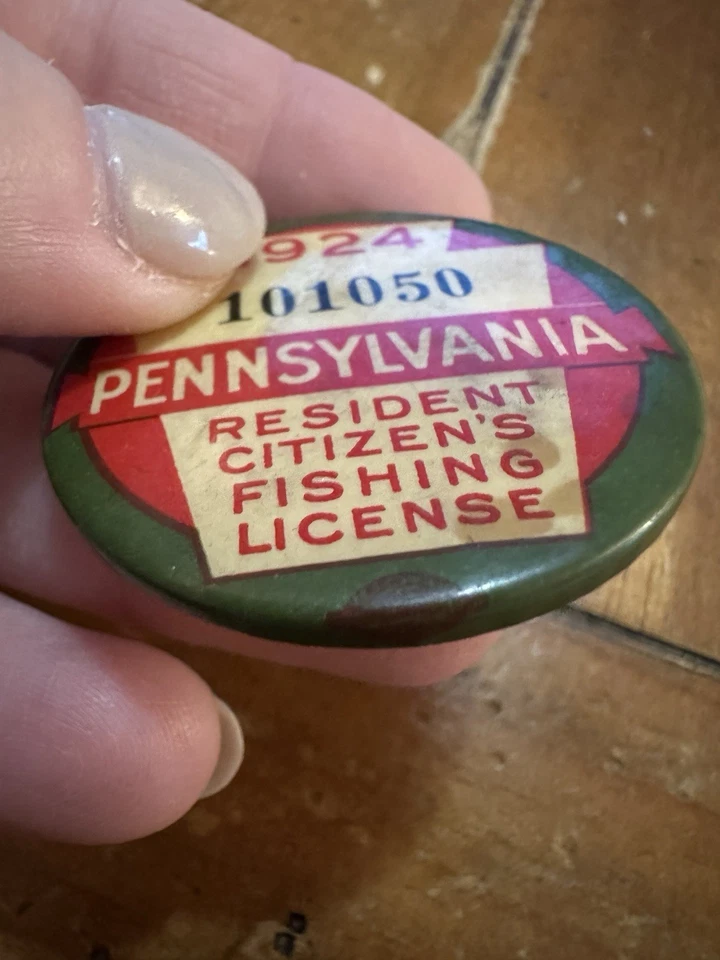 924
101050
PENNSYLVANIA
RESIDENT
CITIZEN'S
FISHING
LICENSE